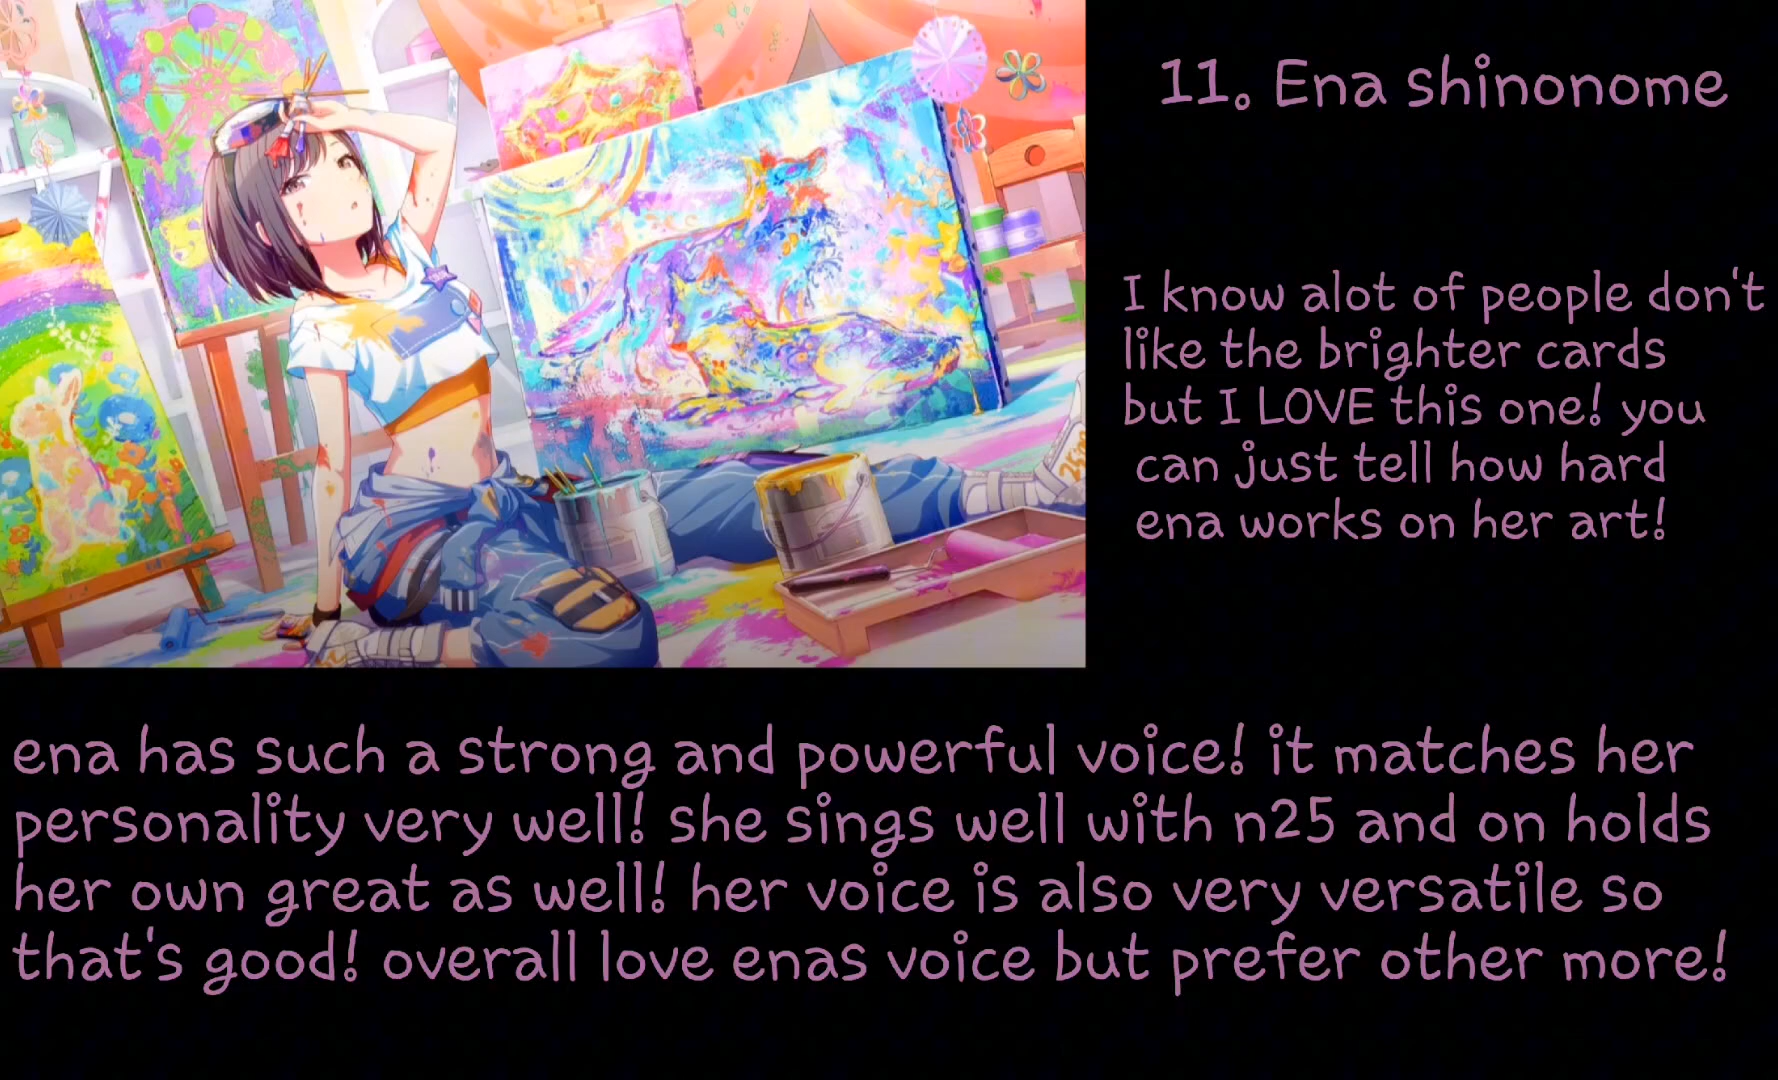 11. Ena shinonome
I know alot of people don't
like the brighter cards
but I LOVE this one! you
can just tell how hard
ena works on her art!
ena has such a strong and powerful voice! it matches her
personality very well! she sings well with n25 and on holds
her own great as well! her voice is also very versatile so
that's good! overall love enas voice but prefer other more!